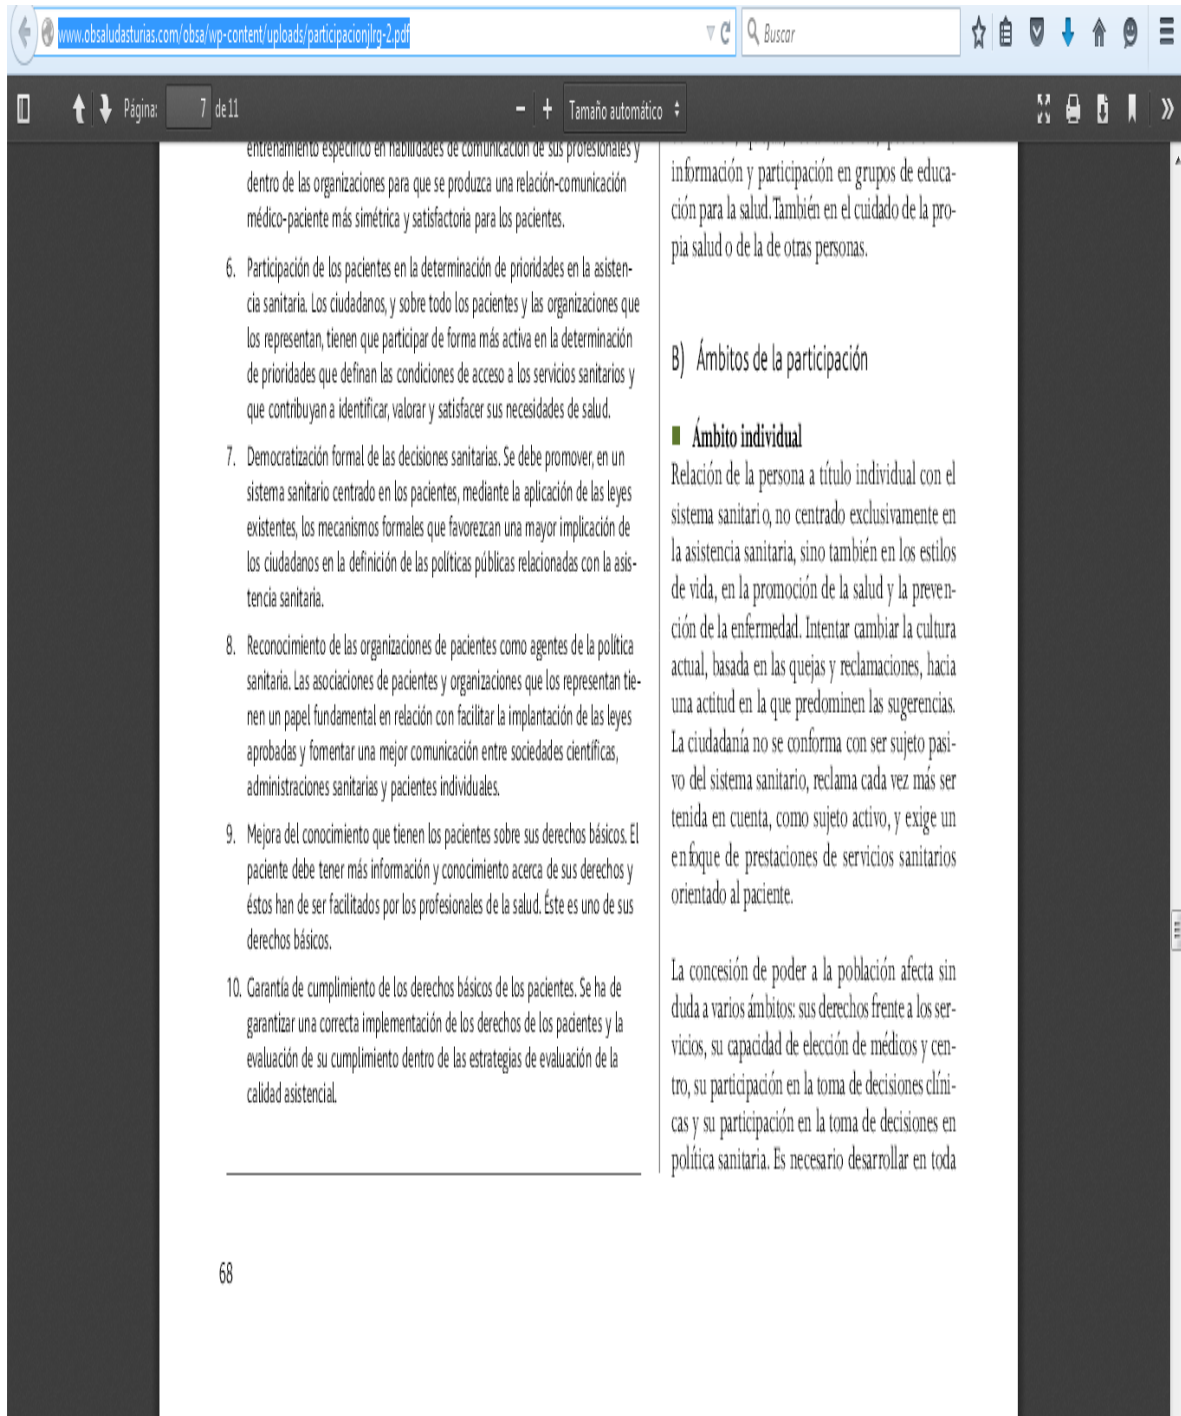 www.obsaludasturias.com/obsa/wp-content/uploads/participacionjlrg-2.pdf
Buscar
Página: 7 de 11
Tamaño automático
entrenamiento específico en habilidades de comunicación de sus profesionales y
dentro de las organizaciones para que se produzca una relación-comunicación
médico-paciente más simétrica y satisfactoria para los pacientes.
6. Participación de los pacientes en la determinación de prioridades en la asisten-
cia sanitaria. Los ciudadanos, y sobre todo los pacientes y las organizaciones que
los representan, tienen que participar de forma más activa en la determinación
de prioridades que definan las condiciones de acceso a los servicios sanitarios y
que contribuyan a identificar, valorar y satisfacer sus necesidades de salud.
7. Democratización formal de las decisiones sanitarias. Se debe promover, en un
sistema sanitario centrado en los pacientes, mediante la aplicación de las leyes
existentes, los mecanismos formales que favorezcan una mayor implicación de
los ciudadanos en la definición de las políticas públicas relacionadas con la asis-
tencia sanitaria.
8. Reconocimiento de las organizaciones de pacientes como agentes de la política
sanitaria. Las asociaciones de pacientes y organizaciones que los representan tie-
nen un papel fundamental en relación con facilitar la implantación de las leyes
aprobadas y fomentar una mejor comunicación entre sociedades científicas,
administraciones sanitarias y pacientes individuales.
9. Mejora del conocimiento que tienen los pacientes sobre sus derechos básicos. El
paciente debe tener más información y conocimiento acerca de sus derechos y
éstos han de ser facilitados por los profesionales de la salud. Éste es uno de sus
derechos básicos.
10. Garantía de cumplimiento de los derechos básicos de los pacientes. Se ha de
garantizar una correcta implementación de los derechos de los pacientes y la
evaluación de su cumplimiento dentro de las estrategias de evaluación de la
calidad asistencial.
información y participación en grupos de educa-
ción para la salud. También en el cuidado de la pro-
pia salud o de la de otras personas.
B) Ámbitos de la participación
Ámbito individual
Relación de la persona a título individual con el
sistema sanitario, no centrado exclusivamente en
la asistencia sanitaria, sino también en los estilos
de vida, en la promoción de la salud y la preven-
ción de la enfermedad. Intentar cambiar la cultura
actual, basada en las quejas y reclamaciones, hacia
una actitud en la que predominen las sugerencias.
La ciudadanía no se conforma con ser sujeto pasi-
vo del sistema sanitario, reclama cada vez más ser
tenida en cuenta, como sujeto activo, y exige un
enfoque de prestaciones de servicios sanitarios
orientado al paciente.
La concesión de poder a la población afecta sin
duda a varios ámbitos: sus derechos frente a los ser-
vicios, su capacidad de elección de médicos y cen-
tro, su participación en la toma de decisiones clíni-
cas y su participación en la toma de decisiones en
política sanitaria. Es necesario desarrollar en toda
68